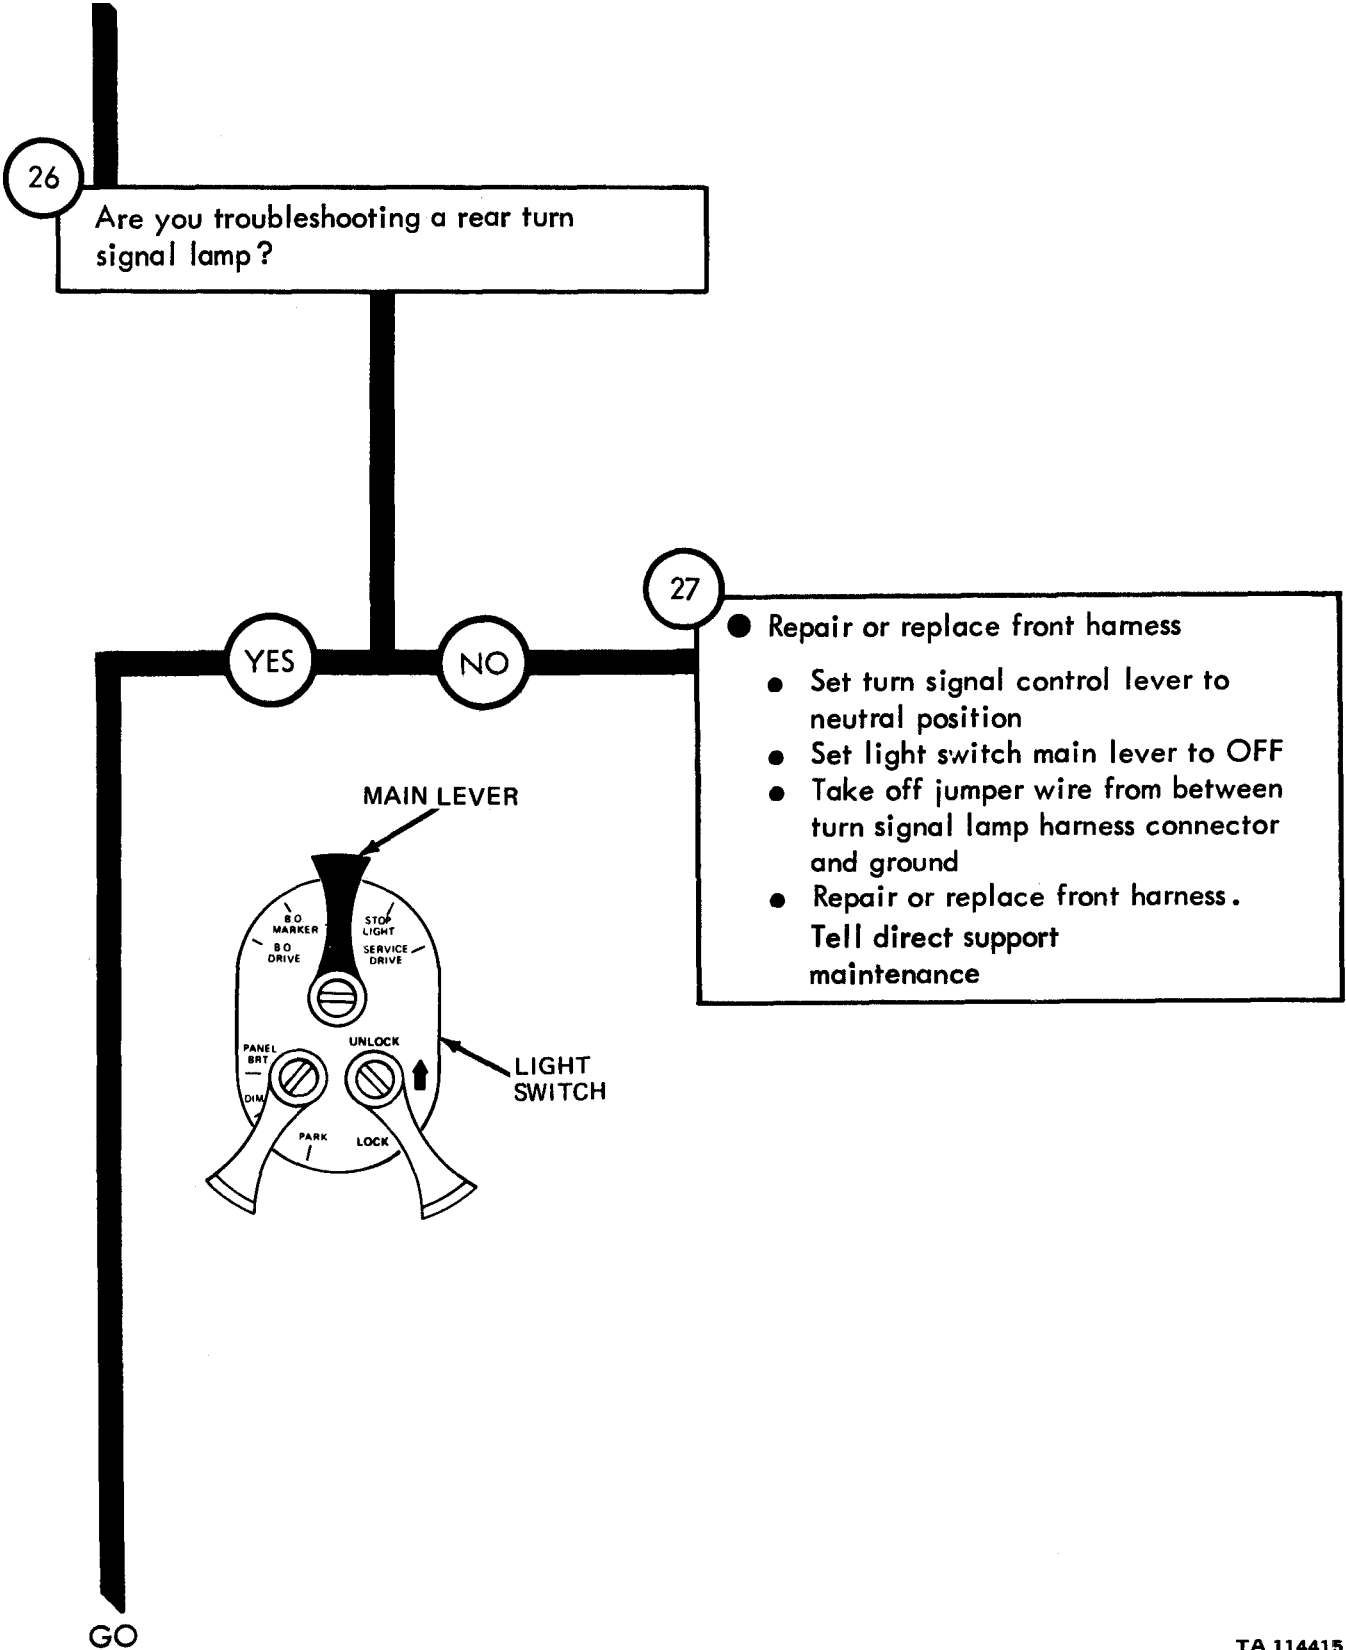 26
Are you troubleshooting a rear turn
signal lamp?
YES
NO
27
● Repair or replace front harness
● Set turn signal control lever to
neutral position
● Set light switch main lever to OFF
● Take off jumper wire from between
turn signal lamp harness connector
and ground
● Repair or replace front harness.
Tell direct support
maintenance
MAIN LEVER
B.O
MARKER
STOP
LIGHT
B O
DRIVE
SERVICE
DRIVE
PANEL
BRT
UNLOCK
LIGHT
SWITCH
DIM
PARK
LOCK
GO
TA 114415